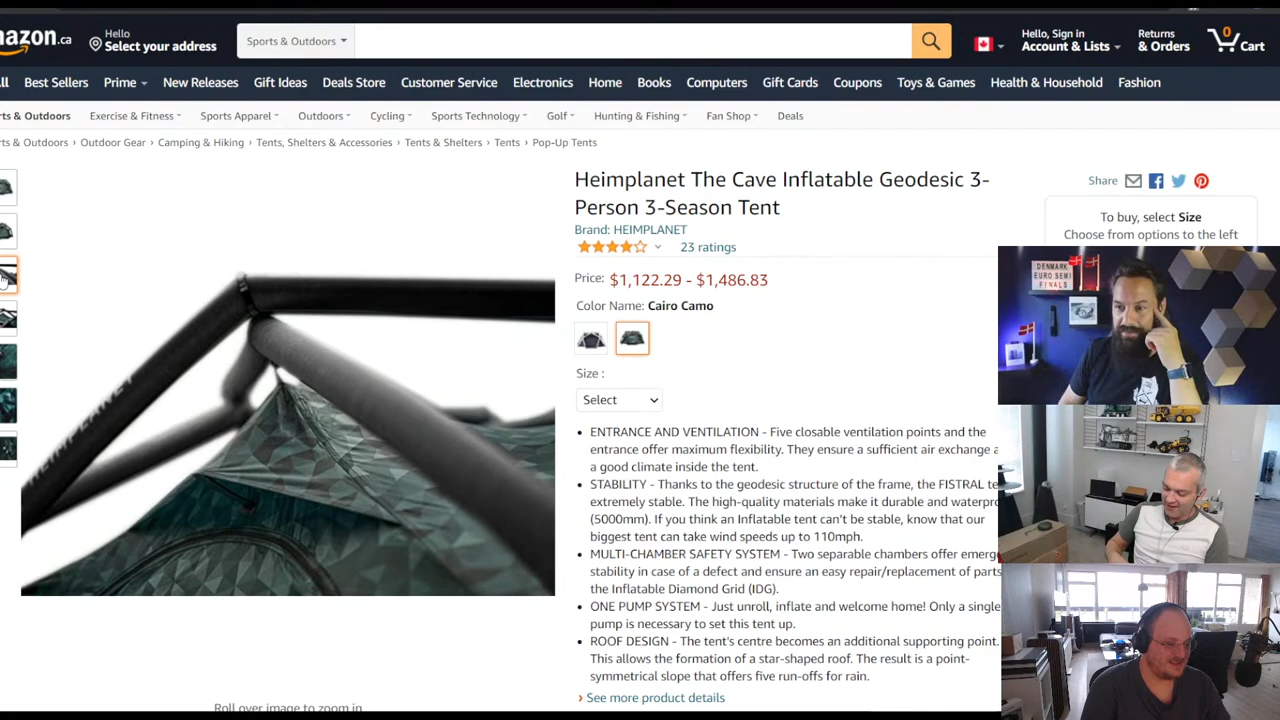 mazon.ca
Hello
Select your address
Sports & Outdoors
Hello, Sign in
Account & Lists
Returns
& Orders
0
Cart
ll
Best Sellers
Prime
New Releases
Gift Ideas
Deals Store
Customer Service
Electronics
Home
Books
Computers
Gift Cards
Coupons
Toys & Games
Health & Household
Fashion
rts & Outdoors
Exercise & Fitness
Sports Apparel
Outdoors
Cycling
Sports Technology
Golf
Hunting & Fishing
Fan Shop
Deals
ts & Outdoors › Outdoor Gear › Camping & Hiking › Tents, Shelters & Accessories › Tents & Shelters › Tents › Pop-Up Tents
Heimplanet The Cave Inflatable Geodesic 3-
Person 3-Season Tent
Brand: HEIMPLANET
23 ratings
Price: $1,122.29 - $1,486.83
Color Name: Cairo Camo
Size :
Select
• ENTRANCE AND VENTILATION - Five closable ventilation points and the
entrance offer maximum flexibility. They ensure a sufficient air exchange a
a good climate inside the tent.
• STABILITY - Thanks to the geodesic structure of the frame, the FISTRAL te
extremely stable. The high-quality materials make it durable and waterpro
(5000mm). If you think an Inflatable tent can't be stable, know that our
biggest tent can take wind speeds up to 110mph.
• MULTI-CHAMBER SAFETY SYSTEM - Two separable chambers offer emerg
stability in case of a defect and ensure an easy repair/replacement of parts
the Inflatable Diamond Grid (IDG).
• ONE PUMP SYSTEM - Just unroll, inflate and welcome home! Only a single
pump is necessary to set this tent up.
• ROOF DESIGN - The tent's centre becomes an additional supporting point.
This allows the formation of a star-shaped roof. The result is a point-
symmetrical slope that offers five run-offs for rain.
› See more product details
Share
To buy, select Size
Choose from options to the left
DENMARK
EURO SEMI
FINALS
HEIMPLANET
Roll over image to zoom in